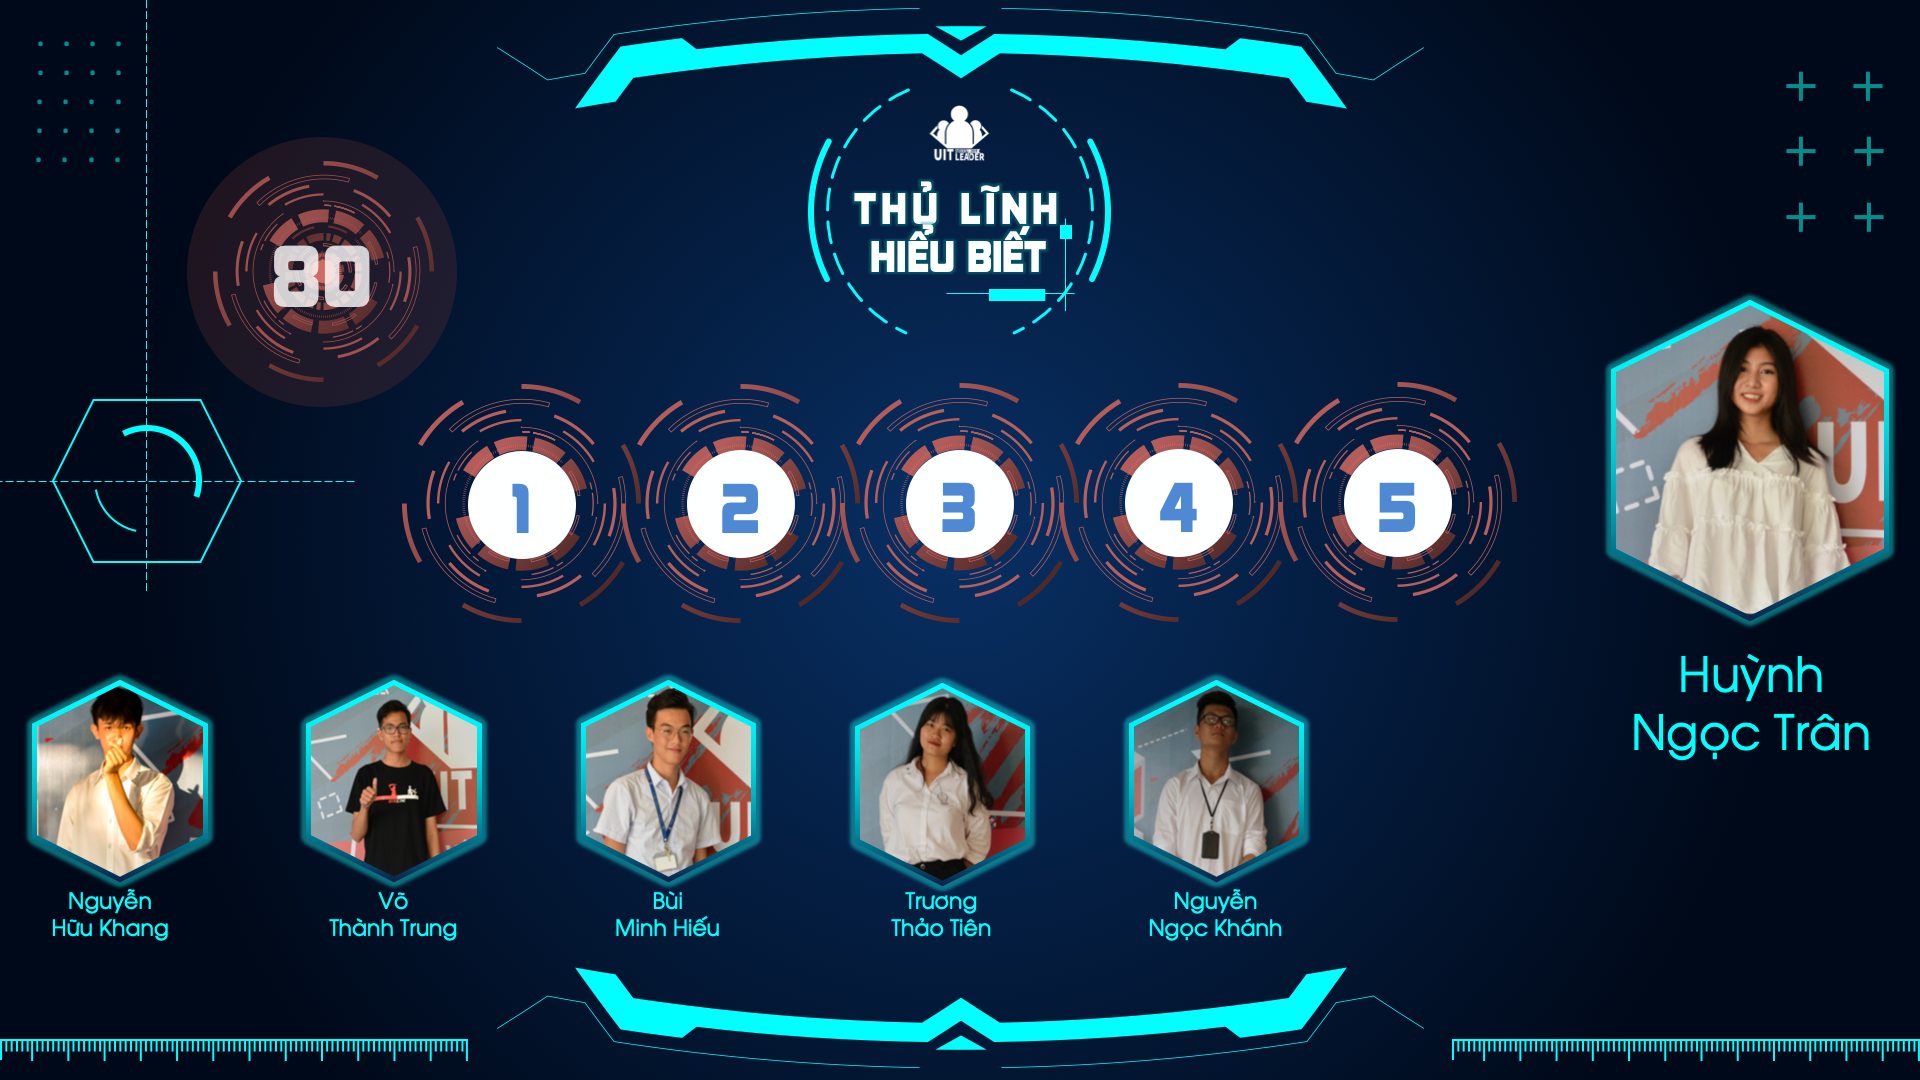 UIT LEADER
THỦ LĨNH
HIỂU BIẾT
80
1 2 3 4 5
Huỳnh
Ngọc Trân
Nguyễn
Hữu Khang
Võ
Thành Trung
Bùi
Minh Hiếu
Trương
Thảo Tiên
Nguyễn
Ngọc Khánh